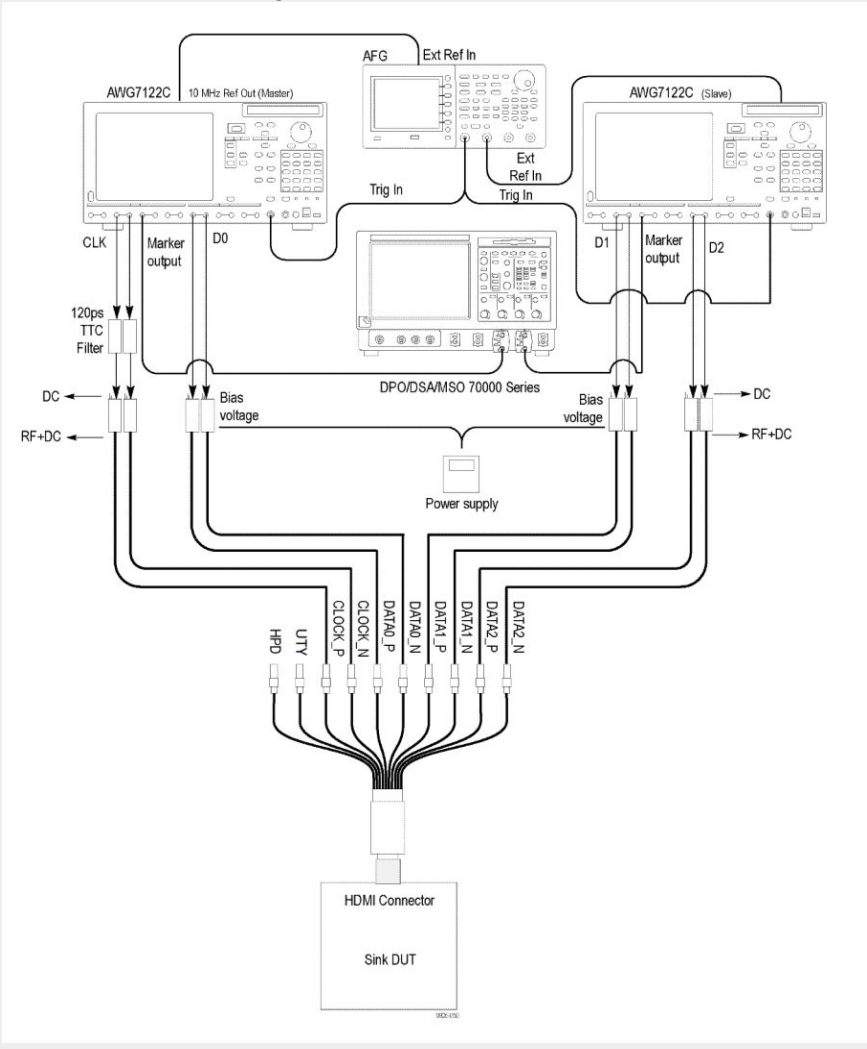 AFG
Ext Ref In
AWG7122C
10 MHz Ref Out (Master)
AWG7122C
(Slave)
Ext
Ref In
Trig In
Trig In
CLK
Marker
output
D0
D1
Marker
output
D2
120ps
TTC
Filter
DPO/DSA/MSO 70000 Series
DC
Bias
voltage
Bias
voltage
DC
RF+DC
RF+DC
Power supply
HPD
UTY
CLOCK_P
CLOCK_N
DATA0_P
DATA0_N
DATA1_P
DATA1_N
DATA2_P
DATA2_N
HDMI Connector
Sink DUT